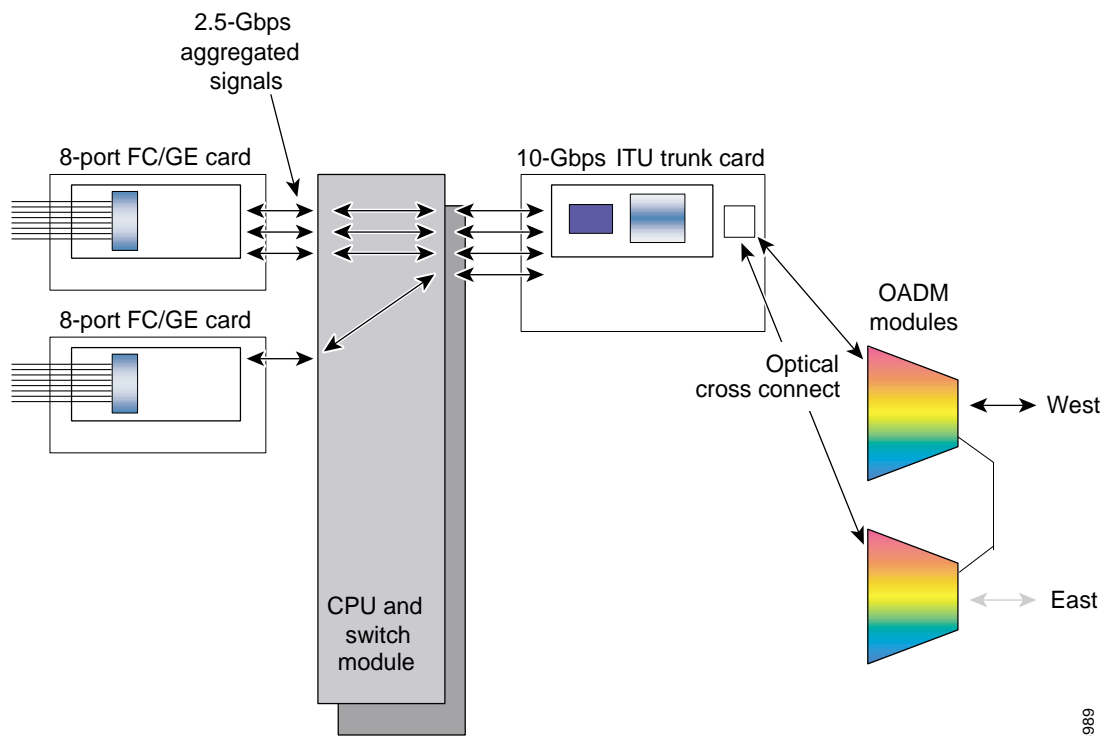 2.5-Gbps
aggregated
signals
8-port FC/GE card
10-Gbps ITU trunk card
8-port FC/GE card
OADM
modules
Optical
cross connect
West
CPU and
switch
module
East
989